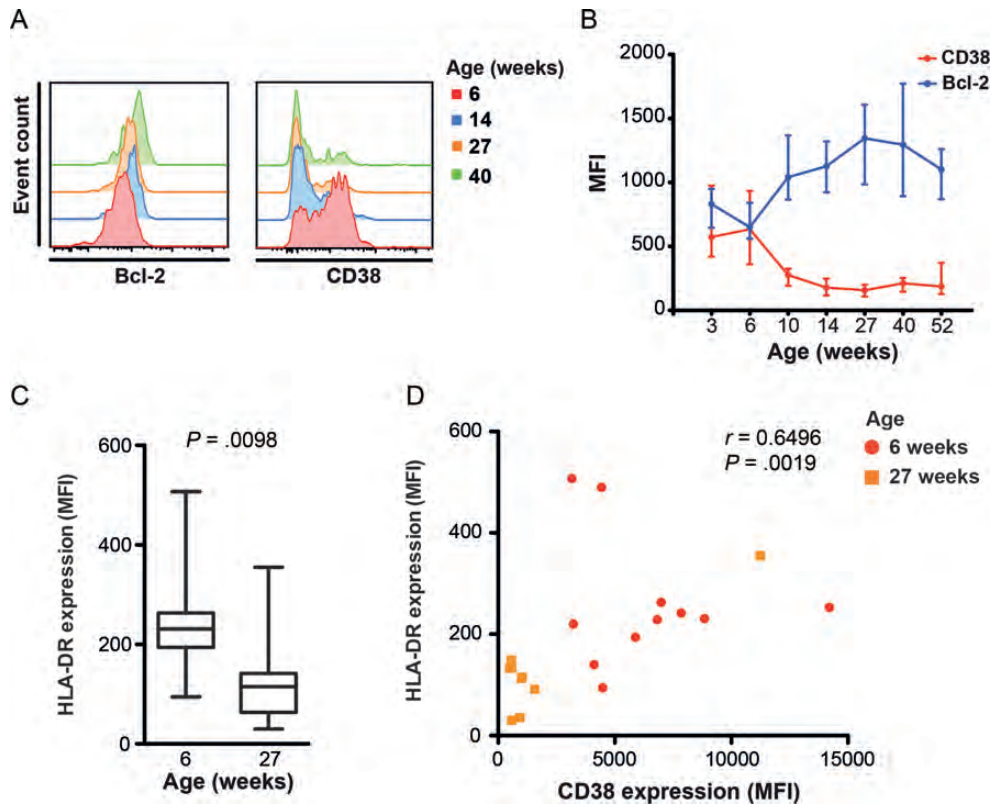 A
Event count
Bcl-2
CD38
Age (weeks)
6
14
27
40
B
2000
1500
1000
500
0
MFI
CD38
Bcl-2
3 6 10 14 27 40 52
Age (weeks)
C
P = .0098
600
400
200
0
HLA-DR expression (MFI)
6 27
Age (weeks)
D
r = 0.6496
P = .0019
Age
6 weeks
27 weeks
600
400
200
0
HLA-DR expression (MFI)
0 5000 10000 15000
CD38 expression (MFI)